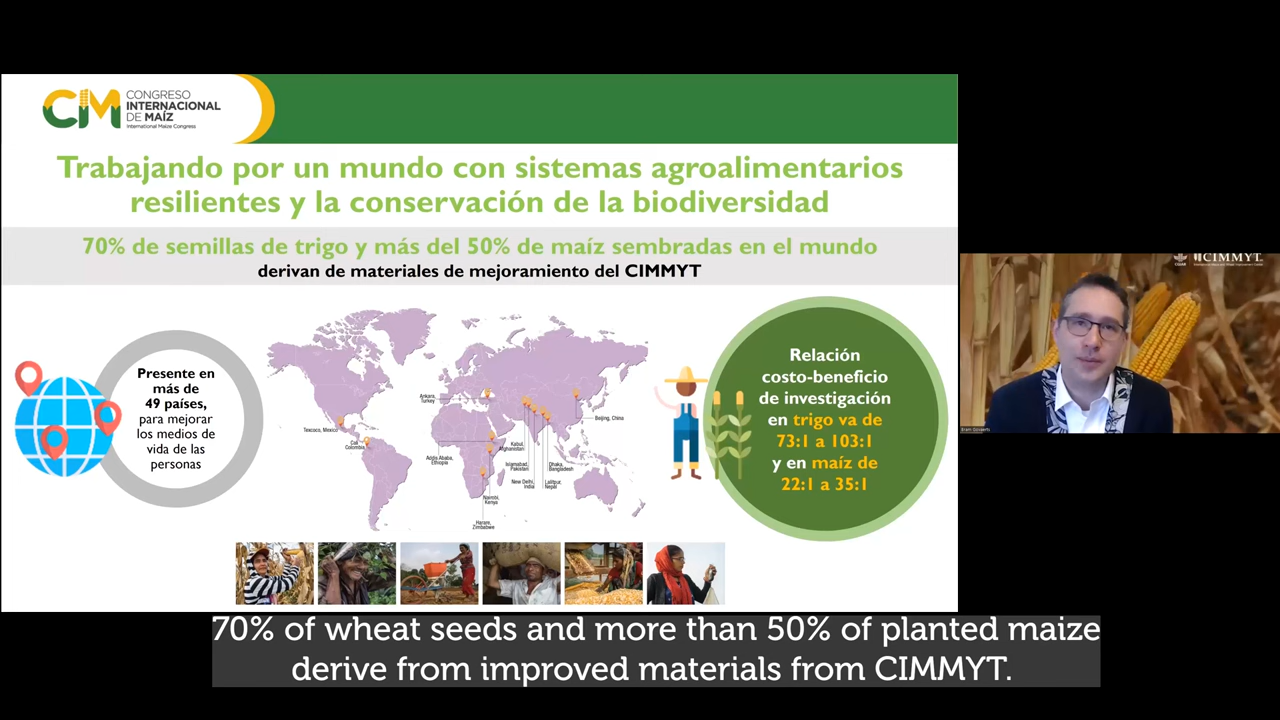 CIM
CONGRESO
INTERNACIONAL
DE MAÍZ
International Maize Congress
Trabajando por un mundo con sistemas agroalimentarios
resilientes y la conservación de la biodiversidad
70% de semillas de trigo y más del 50% de maíz sembradas en el mundo
derivan de materiales de mejoramiento del CIMMYT
Presente en
más de
49 países,
para mejorar
los medios de
vida de las
personas
Texcoco, Mexico
Cali,
Colombia
Ankara,
Turkey
Addis Ababa,
Ethiopia
Kabul,
Afghanistan
Islamabad,
Pakistan
New Delhi,
India
Dhaka,
Bangladesh
Lalitpur,
Nepal
Beijing, China
Nairobi,
Kenya
Harare,
Zimbabwe
Relación
costo-beneficio
de investigación
en trigo va de
73:1 a 103:1
y en maíz de
22:1 a 35:1
CIMMYT
70% of wheat seeds and more than 50% of planted maize
derive from improved materials from CIMMYT.